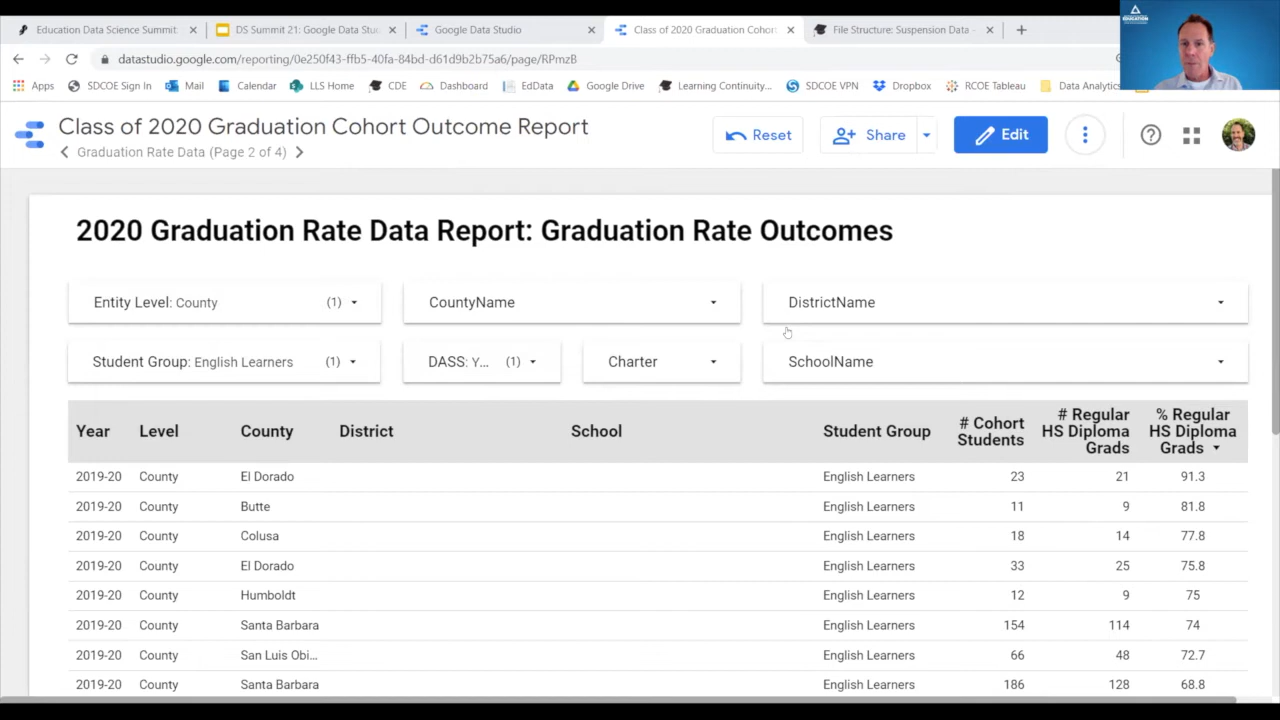 Education Data Science Summit
DS Summit 21: Google Data Stu
Google Data Studio
Class of 2020 Graduation Cohort
File Structure: Suspension Data -
EDUCATION
datastudio.google.com/reporting/0e250f43-ffb5-40fa-84bd-d61d9b2b75a6/page/RPmzB
Apps SDCOE Sign In Mail Calendar LLS Home CDE Dashboard EdData Google Drive Learning Continuity... SDCOE VPN Dropbox RCOE Tableau Data Analytics
Class of 2020 Graduation Cohort Outcome Report
Graduation Rate Data (Page 2 of 4)
Reset
Share
Edit
2020 Graduation Rate Data Report: Graduation Rate Outcomes
Entity Level: County (1)
CountyName
DistrictName
Student Group: English Learners (1)
DASS: Y... (1)
Charter
SchoolName
Year Level County District School Student Group # Cohort Students # Regular HS Diploma Grads % Regular HS Diploma Grads
2019-20 County El Dorado English Learners 23 21 91.3
2019-20 County Butte English Learners 11 9 81.8
2019-20 County Colusa English Learners 18 14 77.8
2019-20 County El Dorado English Learners 33 25 75.8
2019-20 County Humboldt English Learners 12 9 75
2019-20 County Santa Barbara English Learners 154 114 74
2019-20 County San Luis Obi... English Learners 66 48 72.7
2019-20 County Santa Barbara English Learners 186 128 68.8